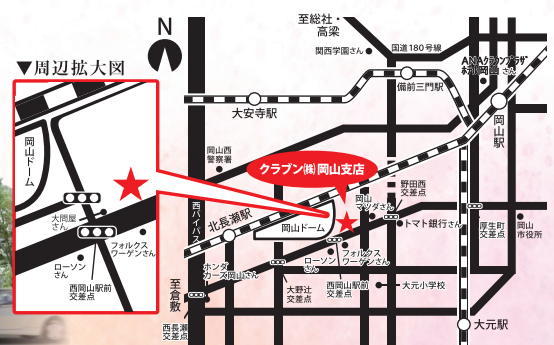 至総社・
高梁
関西学園さん
国道180号線
N
▼周辺拡大図
ANAクラウンプラザ
ホテル岡山さん
備前三門駅
大安寺駅
岡山駅
岡山西
警察署
クラブン㈱岡山支店
野田西
交差点
岡山
マツダさん
岡山ドーム
西バイパス
北長瀬駅
岡山ドーム
トマト銀行さん
厚生町
交差点
岡山
市役所
大問屋
さん
フォルクス
ワーゲンさん
ローソン
さん
西岡山駅前
交差点
至倉敷
ホンダ
カーズ岡山さん
ローソン
さん
フォルクス
ワーゲンさん
大野辻
交差点
西岡山駅前
交差点
大元小学校
西長瀬
交差点
大元駅